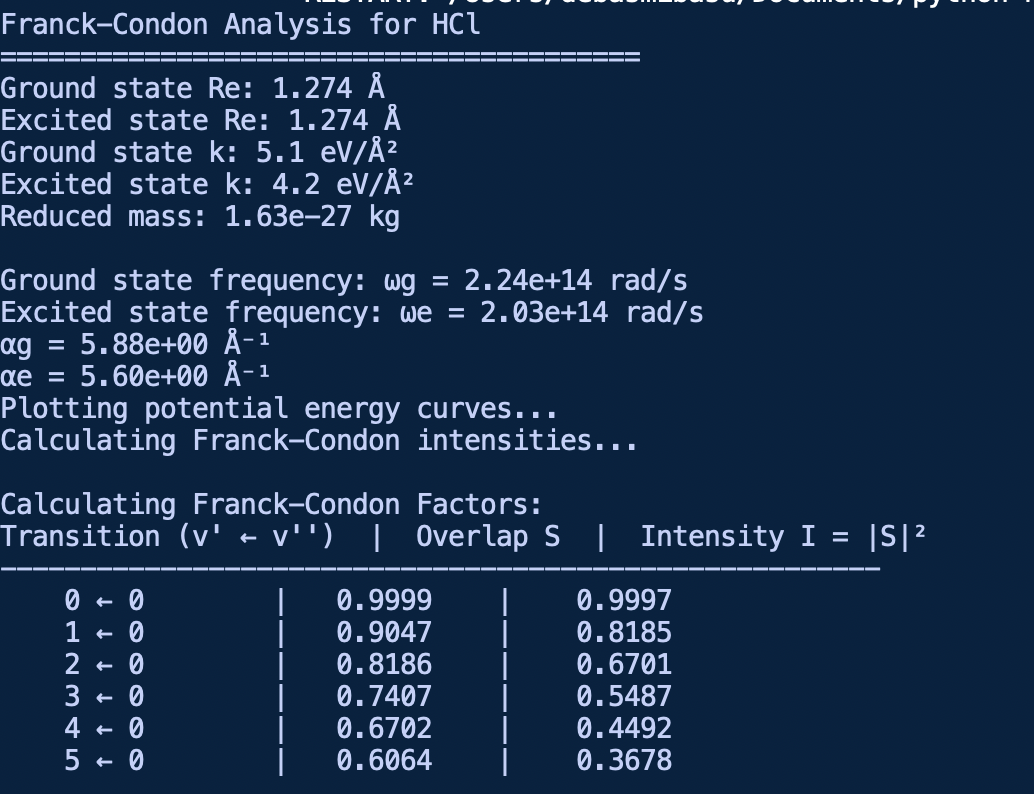 RESTART: /Users/debasmibasu/Documents/python
Franck-Condon Analysis for HCl
========================================
Ground state Re: 1.274 Å
Excited state Re: 1.274 Å
Ground state k: 5.1 eV/Å²
Excited state k: 4.2 eV/Å²
Reduced mass: 1.63e-27 kg
Ground state frequency: ωg = 2.24e+14 rad/s
Excited state frequency: ωe = 2.03e+14 rad/s
αg = 5.88e+00 Å⁻¹
αe = 5.60e+00 Å⁻¹
Plotting potential energy curves...
Calculating Franck-Condon intensities...
Calculating Franck-Condon Factors:
Transition (v' ← v'')  |  Overlap S  |  Intensity I = |S|²
-------------------------------------------------------
    0 ← 0        |   0.9999    |    0.9997
    1 ← 0        |   0.9047    |    0.8185
    2 ← 0        |   0.8186    |    0.6701
    3 ← 0        |   0.7407    |    0.5487
    4 ← 0        |   0.6702    |    0.4492
    5 ← 0        |   0.6064    |    0.3678